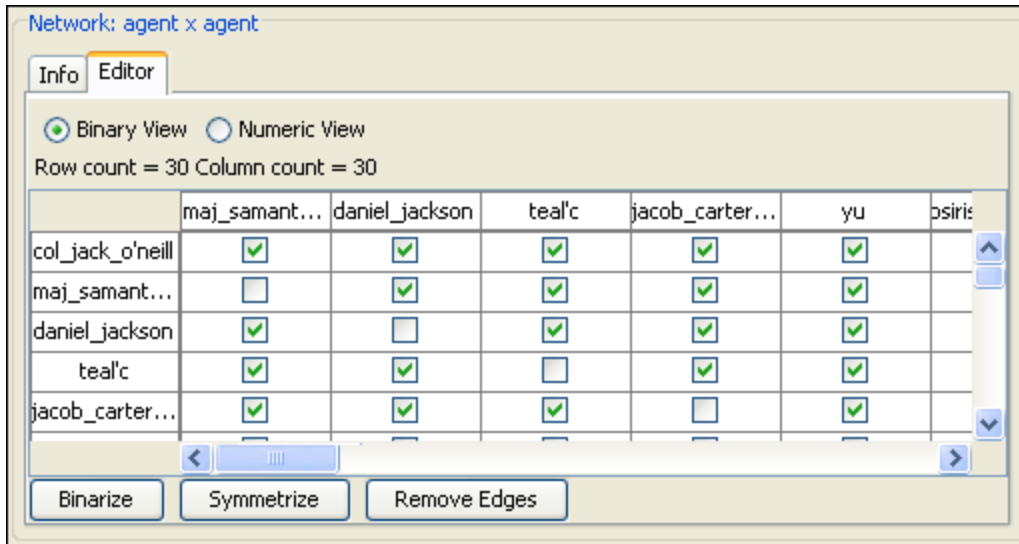 Network: agent x agent
Info Editor
Binary View Numeric View
Row count = 30 Column count = 30
maj_samant... daniel_jackson teal'c jacob_carter... yu osiris
col_jack_o'neill
maj_samant...
daniel_jackson
teal'c
jacob_carter...
Binarize Symmetrize Remove Edges